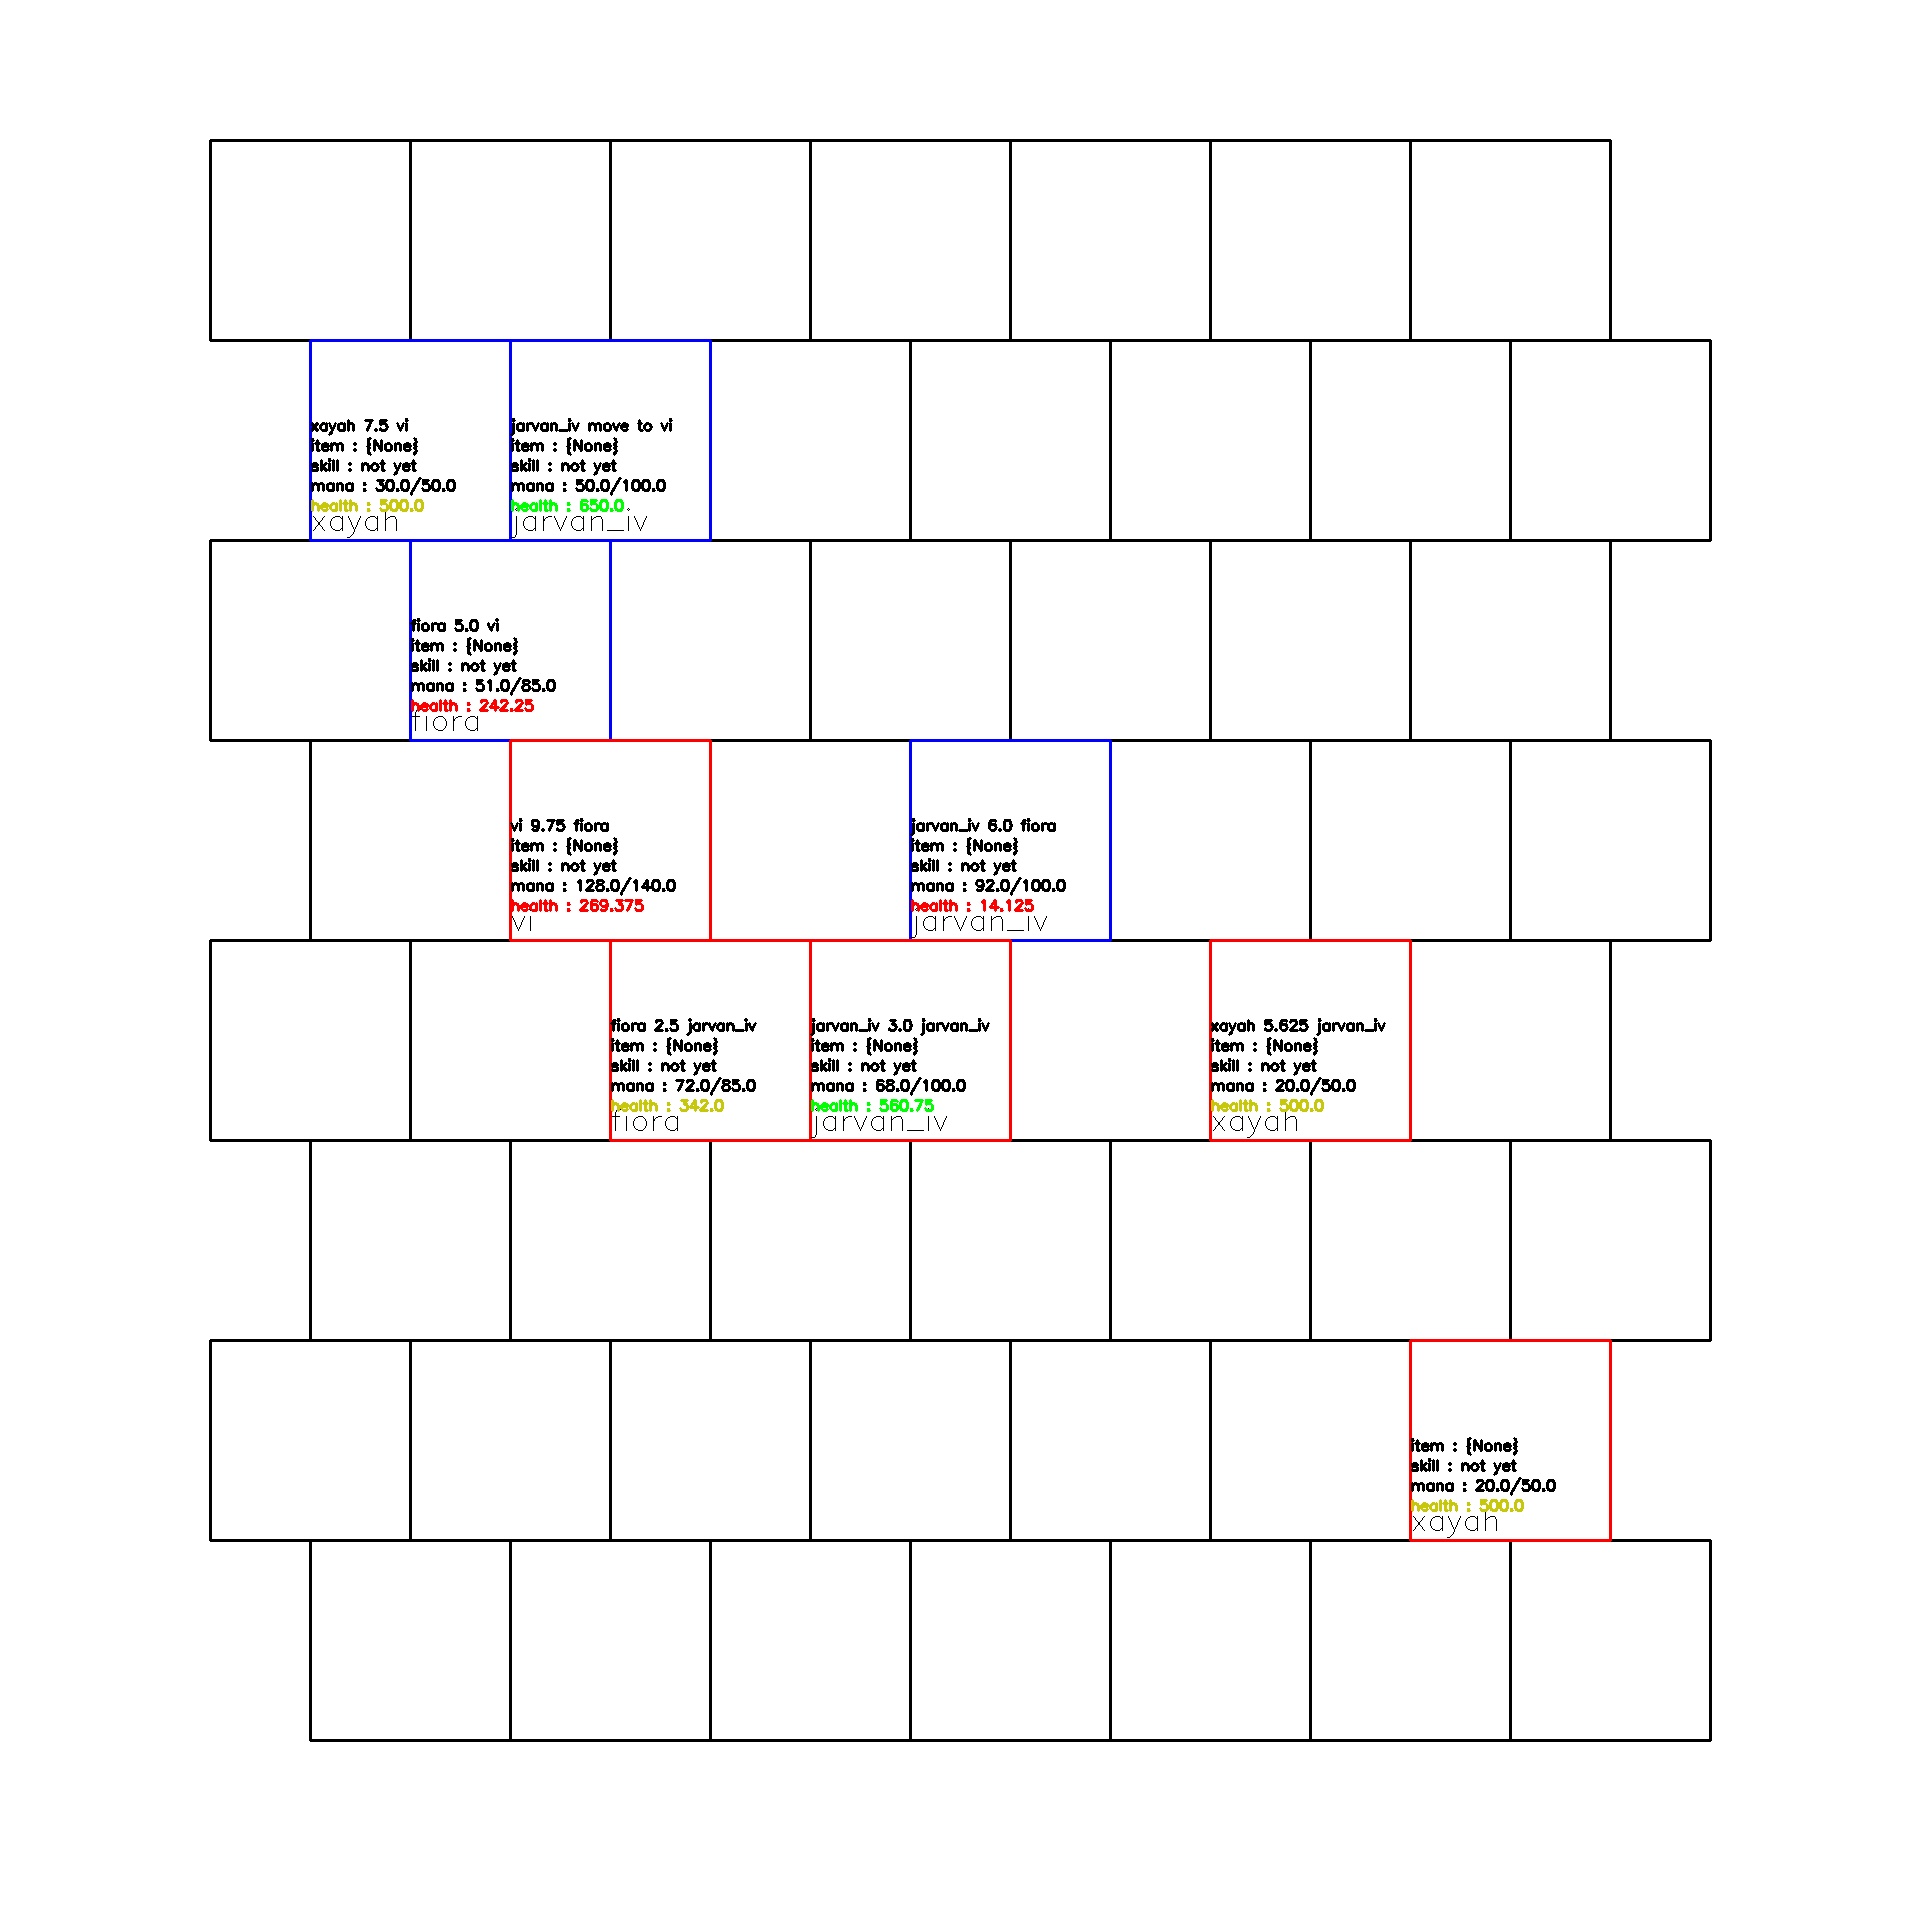 xayah 7.5 vi
item : {None}
skill : not yet
mana : 30.0/50.0
health : 500.0
xayah
jarvan_iv move to vi
item : {None}
skill : not yet
mana : 50.0/100.0
health : 650.0
jarvan_iv
fiora 5.0 vi
item : {None}
skill : not yet
mana : 51.0/85.0
health : 242.25
fiora
vi 9.75 fiora
item : {None}
skill : not yet
mana : 128.0/140.0
health : 269.375
vi
jarvan_iv 6.0 fiora
item : {None}
skill : not yet
mana : 92.0/100.0
health : 14.125
jarvan_iv
fiora 2.5 jarvan_iv
item : {None}
skill : not yet
mana : 72.0/85.0
health : 342.0
fiora
jarvan_iv 3.0 jarvan_iv
item : {None}
skill : not yet
mana : 68.0/100.0
health : 560.75
jarvan_iv
xayah 5.625 jarvan_iv
item : {None}
skill : not yet
mana : 20.0/50.0
health : 500.0
xayah
item : {None}
skill : not yet
mana : 20.0/50.0
health : 500.0
xayah